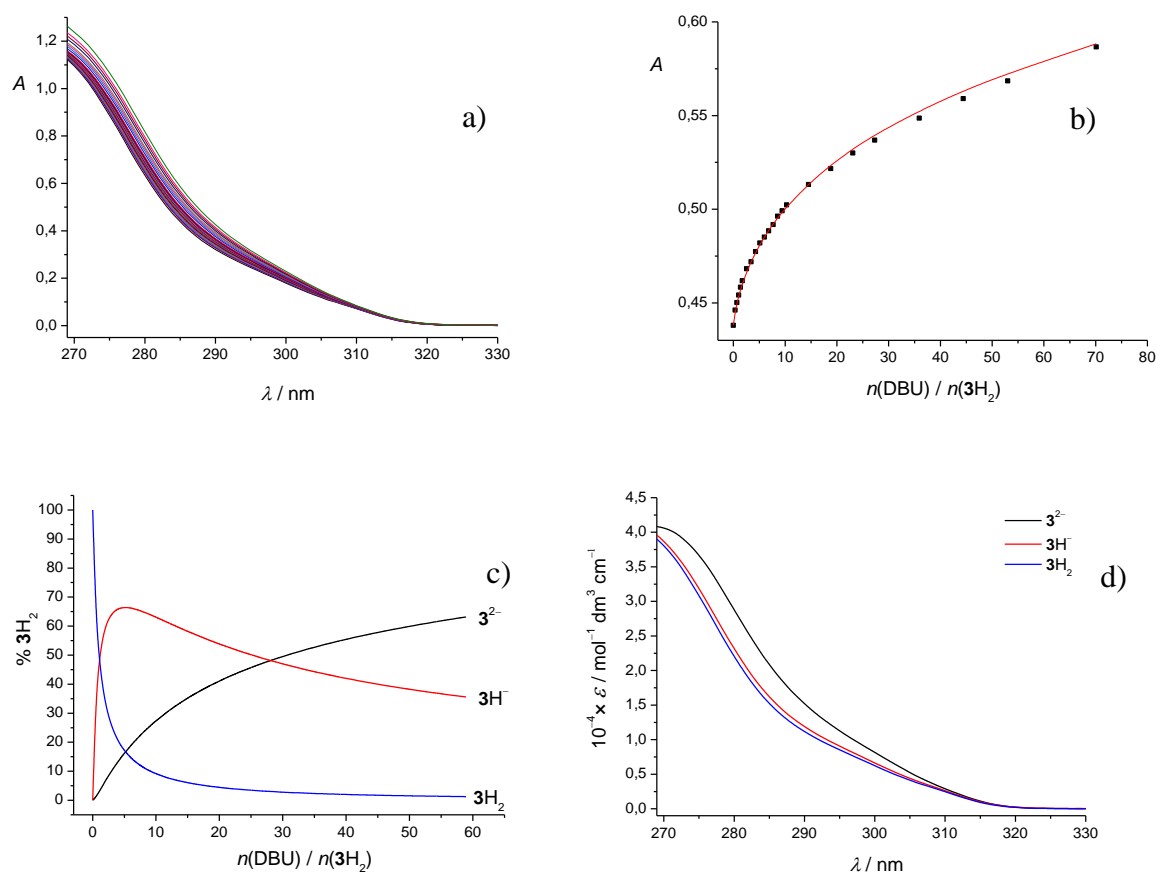 a)
A
1,2
1,0
0,8
0,6
0,4
0,2
0,0
270 280 290 300 310 320 330
λ / nm
b)
A
0,60
0,55
0,50
0,45
0 10 20 30 40 50 60 70 80
n(DBU) / n(3H₂)
c)
% 3H₂
100
90
80
70
60
50
40
30
20
10
0
3²⁻
3H⁻
3H₂
0 10 20 30 40 50 60
n(DBU) / n(3H₂)
d)
10⁻⁴ × ε / mol⁻¹ dm³ cm⁻¹
4,5
4,0
3,5
3,0
2,5
2,0
1,5
1,0
0,5
0,0
3²⁻
3H⁻
3H₂
270 280 290 300 310 320 330
λ / nm